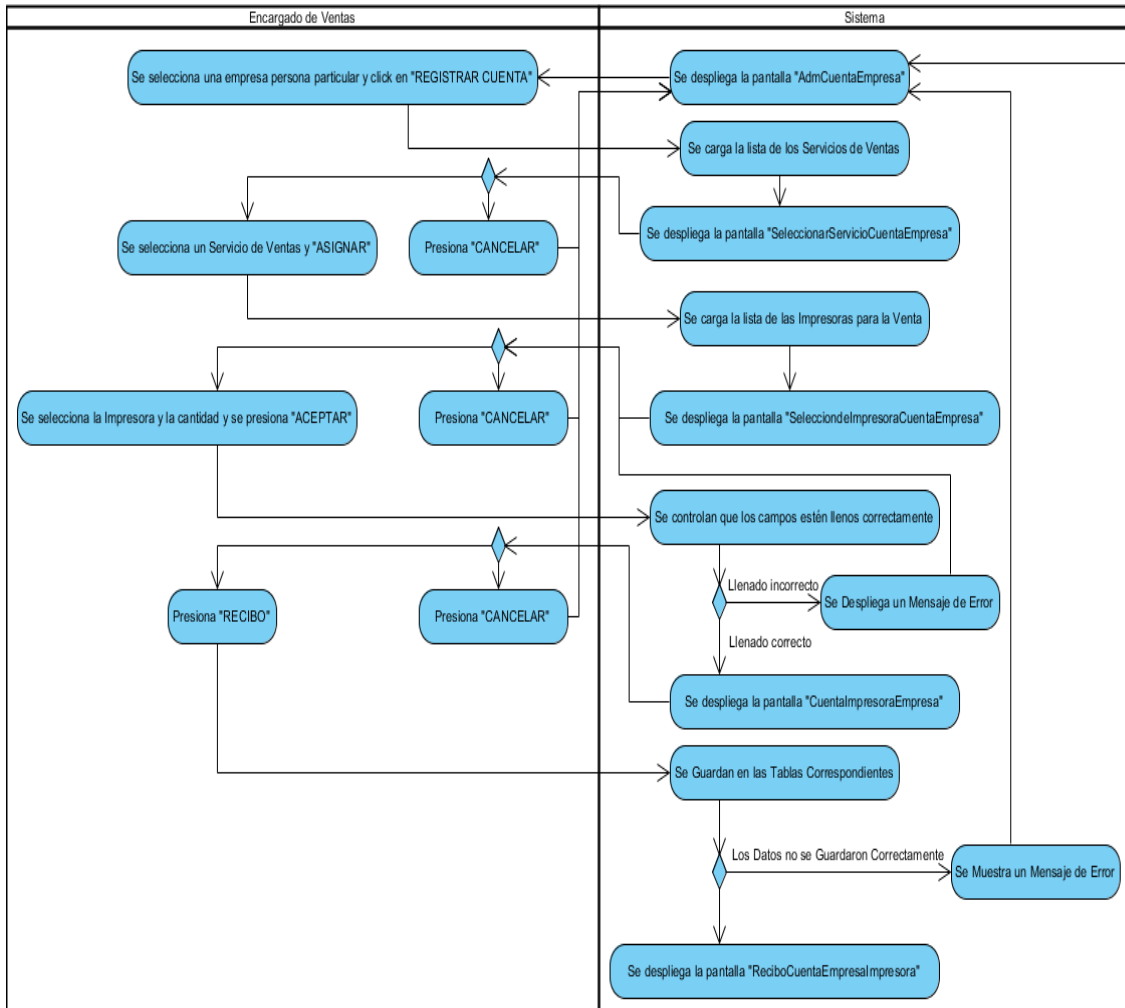 Encargado de Ventas
Sistema
Se selecciona una empresa persona particular y click en "REGISTRAR CUENTA"
Se despliega la pantalla "AdmCuentaEmpresa"
Se carga la lista de los Servicios de Ventas
Se despliega la pantalla "SeleccionarServicioCuentaEmpresa"
Se selecciona un Servicio de Ventas y "ASIGNAR"
Presiona "CANCELAR"
Se carga la lista de las Impresoras para la Venta
Se selecciona la Impresora y la cantidad y se presiona "ACEPTAR"
Presiona "CANCELAR"
Se despliega la pantalla "SelecciondeImpresoraCuentaEmpresa"
Se controlan que los campos estén llenos correctamente
Llenado incorrecto
Se Despliega un Mensaje de Error
Presiona "RECIBO"
Presiona "CANCELAR"
Llenado correcto
Se despliega la pantalla "CuentaImpresoraEmpresa"
Se Guardan en las Tablas Correspondientes
Los Datos no se Guardaron Correctamente
Se Muestra un Mensaje de Error
Se despliega la pantalla "ReciboCuentaEmpresaImpresora"